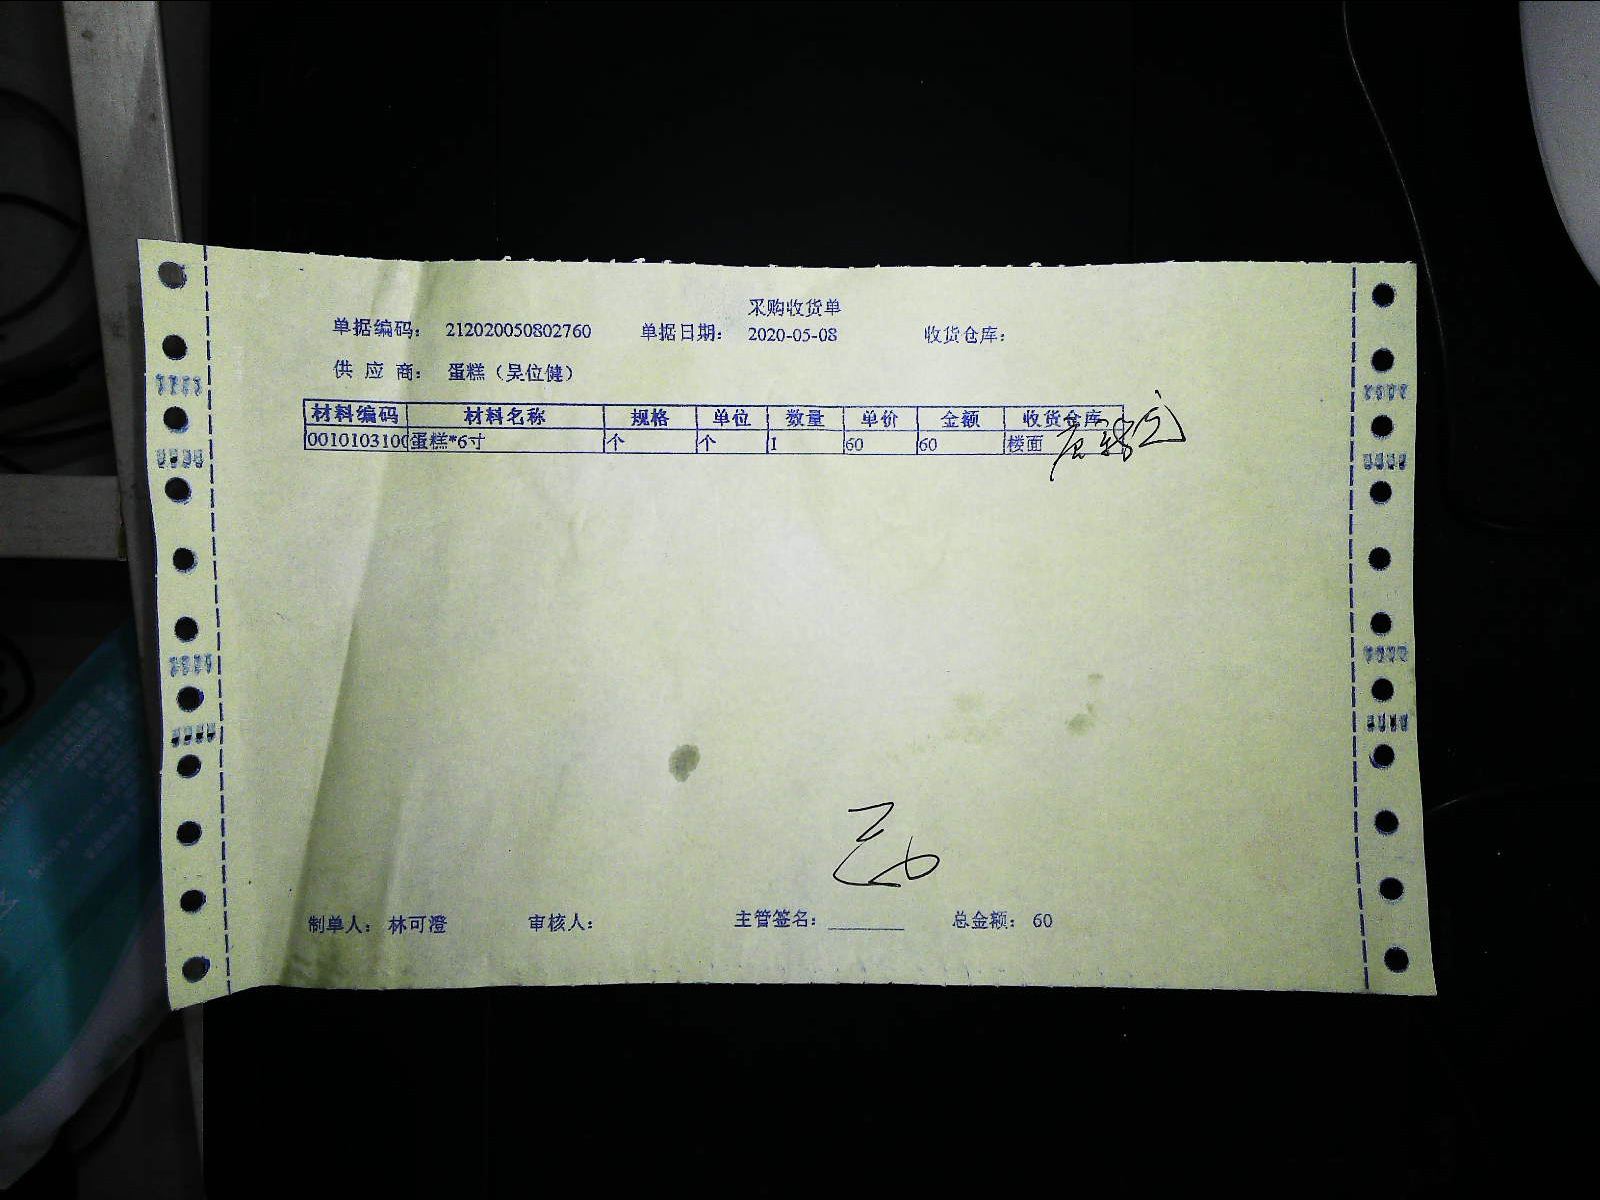 采购收货单
单据编码： 212020050802760 单据日期： 2020-05-08 收货仓库：
供 应 商： 蛋糕（吴位健）
材料编码 材料名称 规格 单位 数量 单价 金额 收货仓库
0010103100 蛋糕*6寸 个 个 1 60 60 楼面
制单人： 林可澄 审核人： 主管签名： 总金额： 60